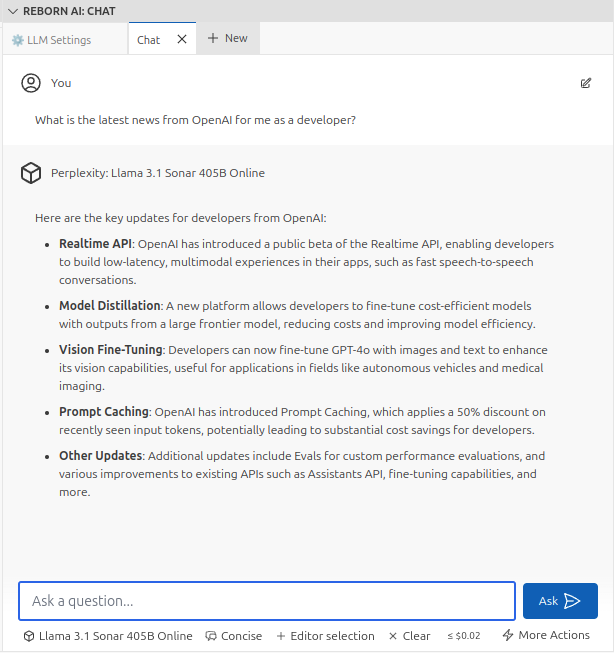 REBORN AI: CHAT
LLM Settings
Chat
New
You
What is the latest news from OpenAI for me as a developer?
Perplexity: Llama 3.1 Sonar 405B Online
Here are the key updates for developers from OpenAI:
• Realtime API: OpenAI has introduced a public beta of the Realtime API, enabling developers
to build low-latency, multimodal experiences in their apps, such as fast speech-to-speech
conversations.
• Model Distillation: A new platform allows developers to fine-tune cost-efficient models
with outputs from a large frontier model, reducing costs and improving model efficiency.
• Vision Fine-Tuning: Developers can now fine-tune GPT-4o with images and text to enhance
its vision capabilities, useful for applications in fields like autonomous vehicles and medical
imaging.
• Prompt Caching: OpenAI has introduced Prompt Caching, which applies a 50% discount on
recently seen input tokens, potentially leading to substantial cost savings for developers.
• Other Updates: Additional updates include Evals for custom performance evaluations, and
various improvements to existing APIs such as Assistants API, fine-tuning capabilities, and
more.
Ask a question...
Ask
Llama 3.1 Sonar 405B Online Concise + Editor selection × Clear ≤ $0.02 More Actions